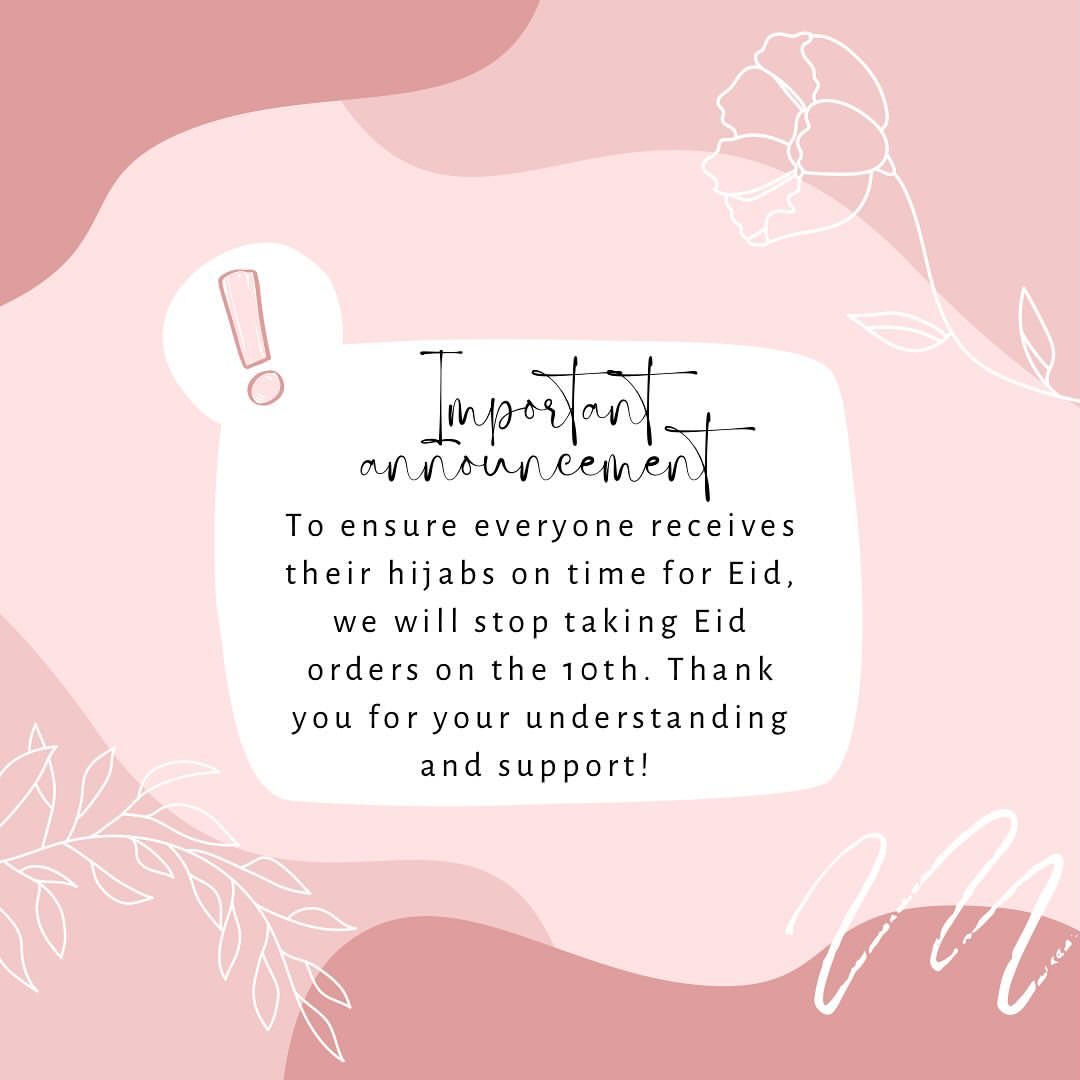 Important
announcement
To ensure everyone receives
their hijabs on time for Eid,
we will stop taking Eid
orders on the 10th. Thank
you for your understanding
and support!